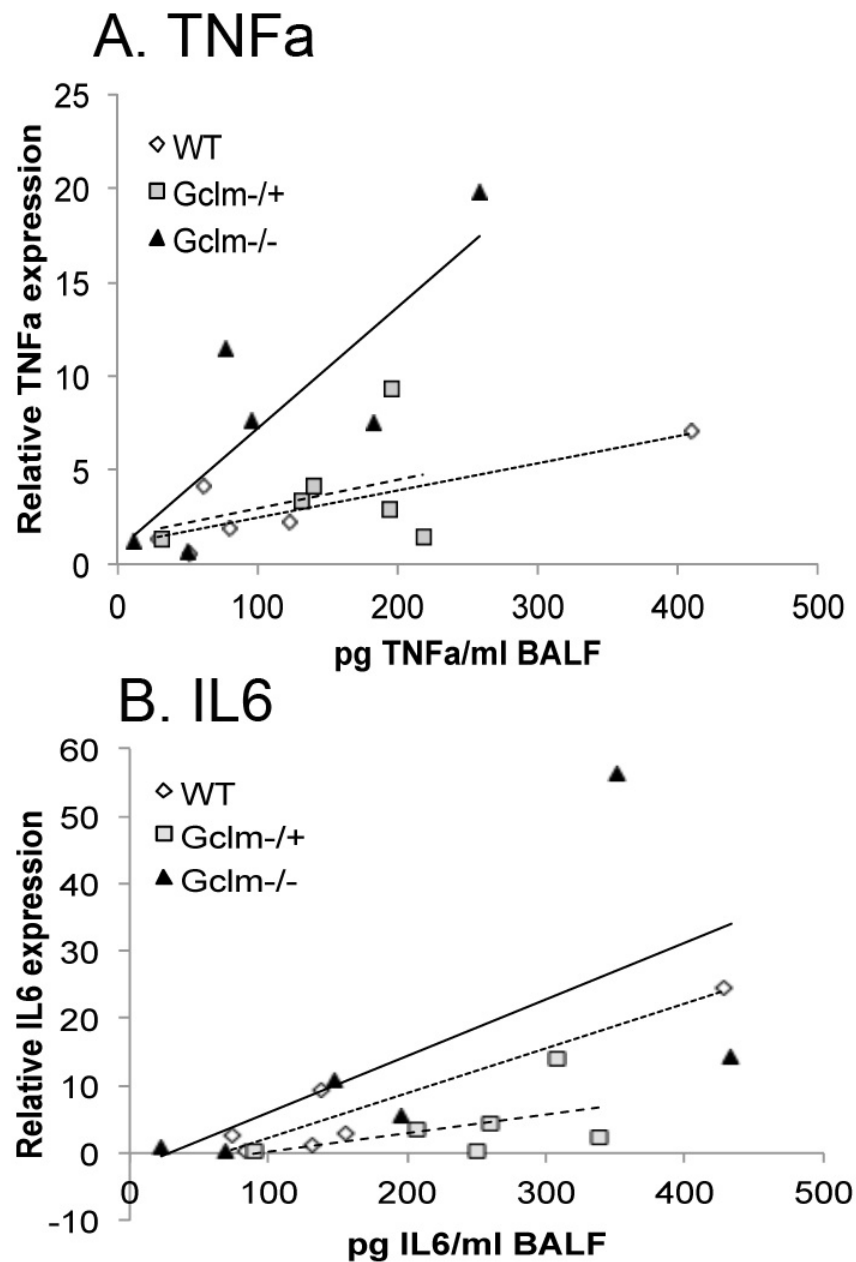 A. TNFa
25
20
15
10
5
0
Relative TNFa expression
WT
Gclm-/+
Gclm-/-
0 100 200 300 400 500
pg TNFa/ml BALF
B. IL6
60
50
40
30
20
10
0
-10
Relative IL6 expression
WT
Gclm-/+
Gclm-/-
0 100 200 300 400 500
pg IL6/ml BALF